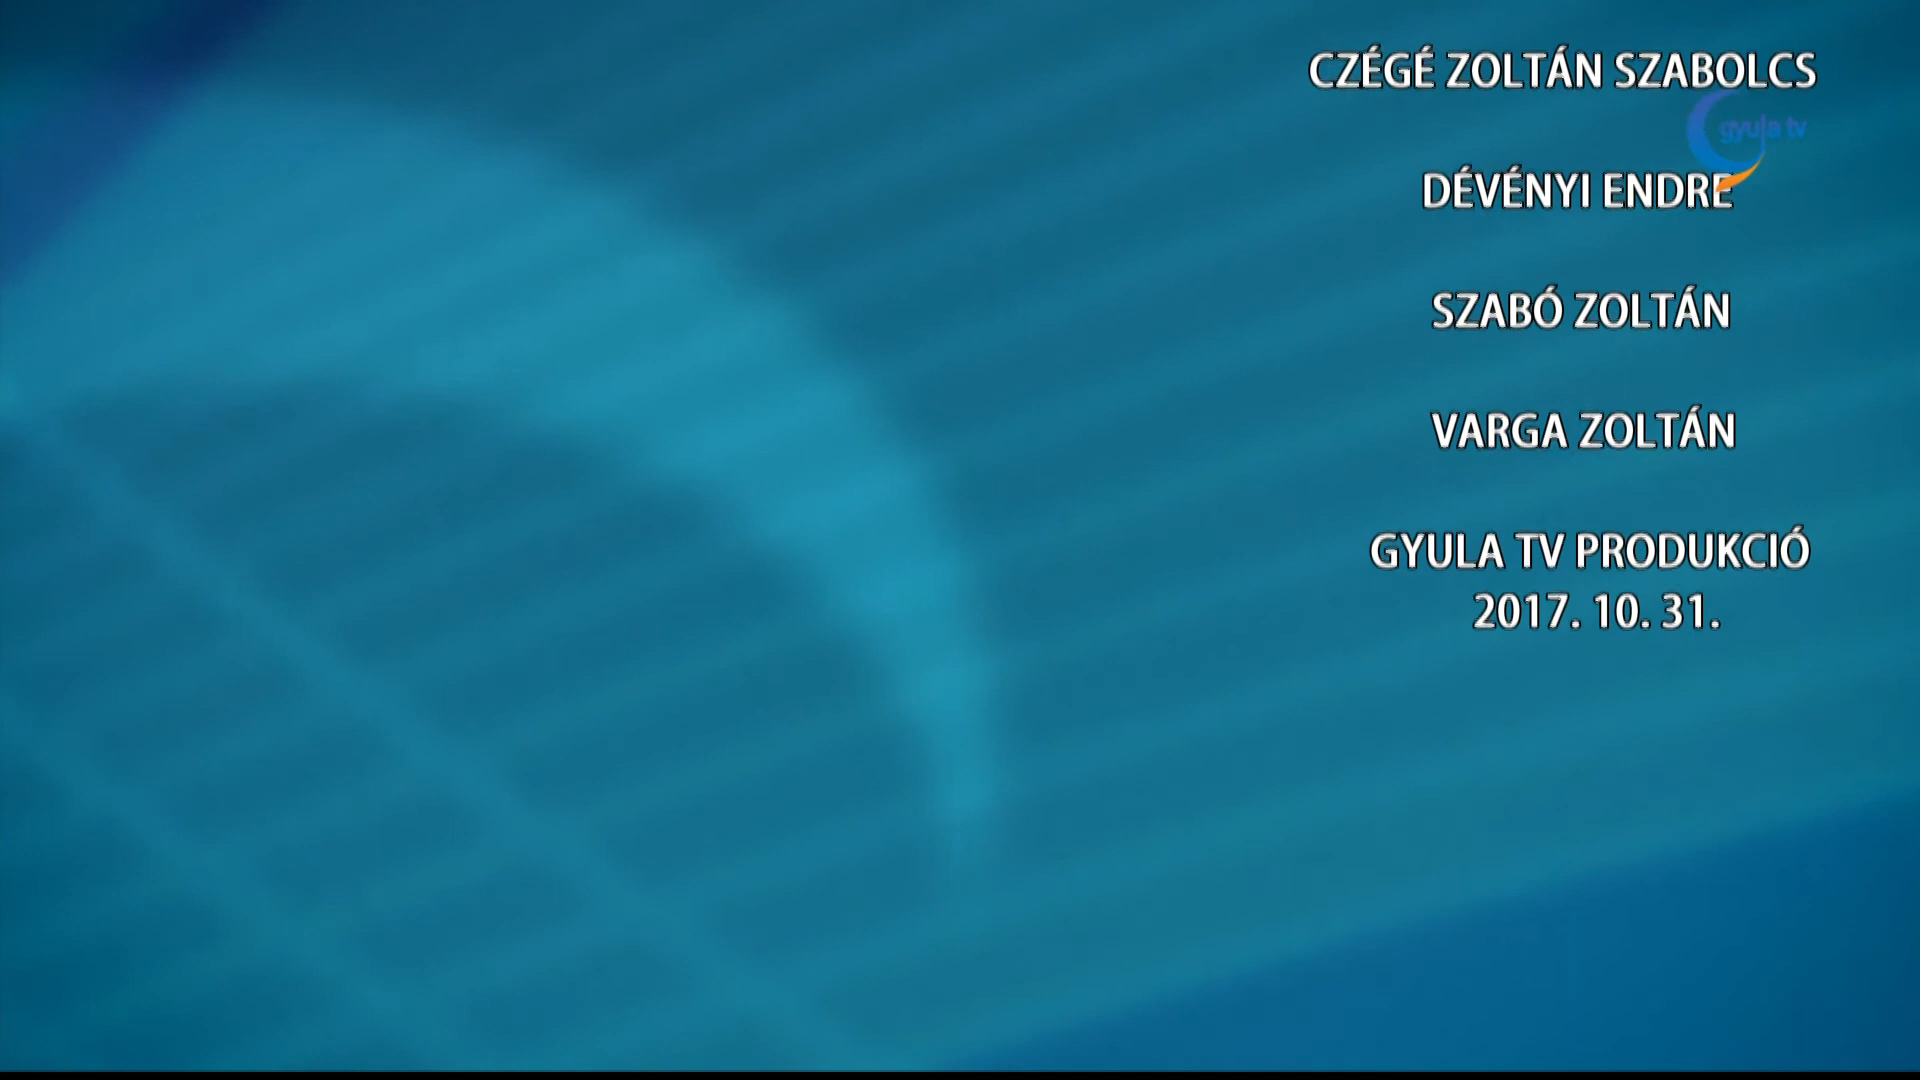 CZÉGÉ ZOLTÁN SZABOLCS
gyula tv
DÉVÉNYI ENDRE
SZABÓ ZOLTÁN
VARGA ZOLTÁN
GYULA TV PRODUKCIÓ
2017. 10. 31.